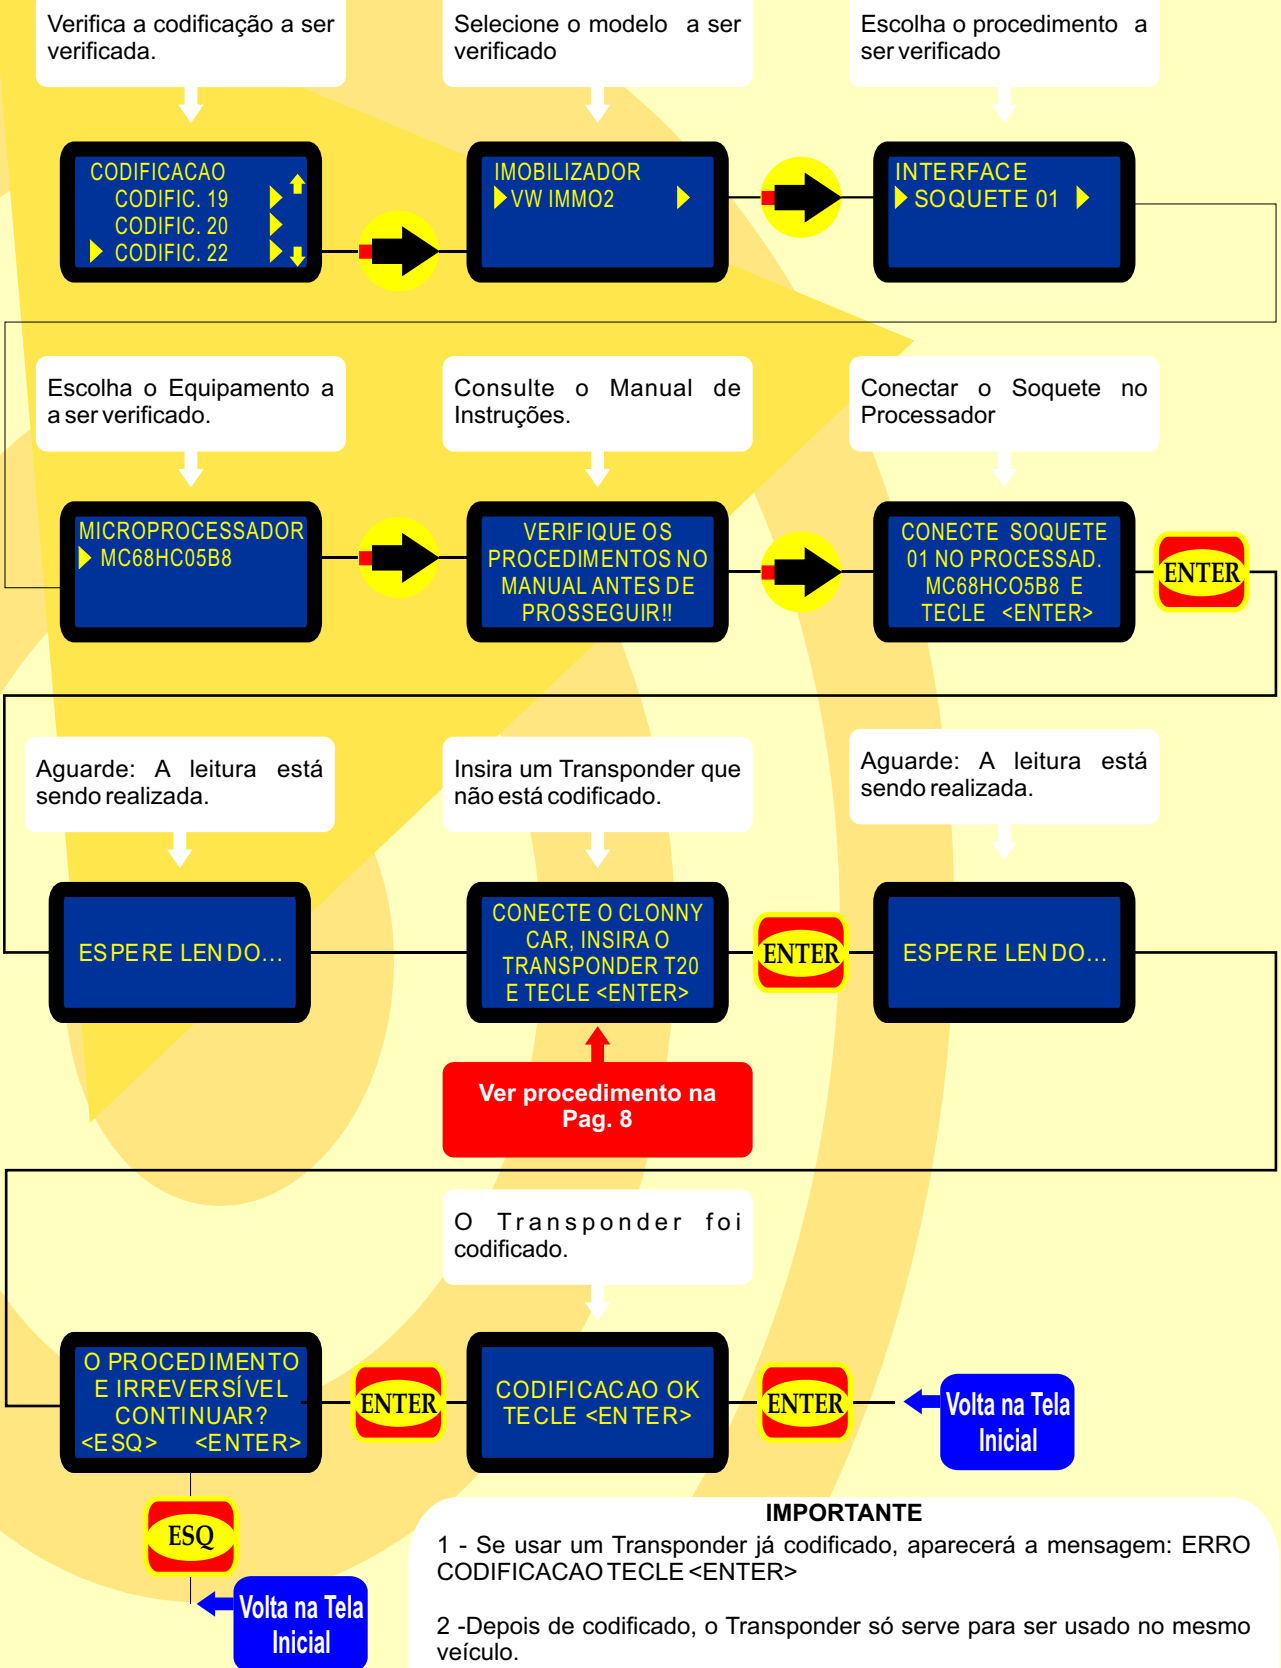 Verifica a codificação a ser
verificada.
Selecione o modelo a ser
verificado
Escolha o procedimento a
ser verificado
CODIFICACAO
CODIFIC. 19
CODIFIC. 20
CODIFIC. 22
IMOBILIZADOR
VW IMMO2
INTERFACE
SOQUETE 01
Escolha o Equipamento a
a ser verificado.
Consulte o Manual de
Instruções.
Conectar o Soquete no
Processador
MICROPROCESSADOR
MC68HC05B8
VERIFIQUE OS
PROCEDIMENTOS NO
MANUAL ANTES DE
PROSSEGUIR!!
CONECTE SOQUETE
01 NO PROCESSAD.
MC68HCO5B8 E
TECLE <ENTER>
ENTER
Aguarde: A leitura está
sendo realizada.
Insira um Transponder que
não está codificado.
Aguarde: A leitura está
sendo realizada.
ESPERE LENDO...
CONECTE O CLONNY
CAR, INSIRA O
TRANSPONDER T20
E TECLE <ENTER>
ENTER
ESPERE LENDO...
Ver procedimento na
Pag. 8
O Transponder foi
codificado.
O PROCEDIMENTO
E IRREVERSÍVEL
CONTINUAR?
<ESQ> <ENTER>
ENTER
CODIFICACAO OK
TECLE <ENTER>
ENTER
Volta na Tela
Inicial
ESQ
Volta na Tela
Inicial
IMPORTANTE
1 - Se usar um Transponder já codificado, aparecerá a mensagem: ERRO
CODIFICACAO TECLE <ENTER>
2 -Depois de codificado, o Transponder só serve para ser usado no mesmo
veículo.